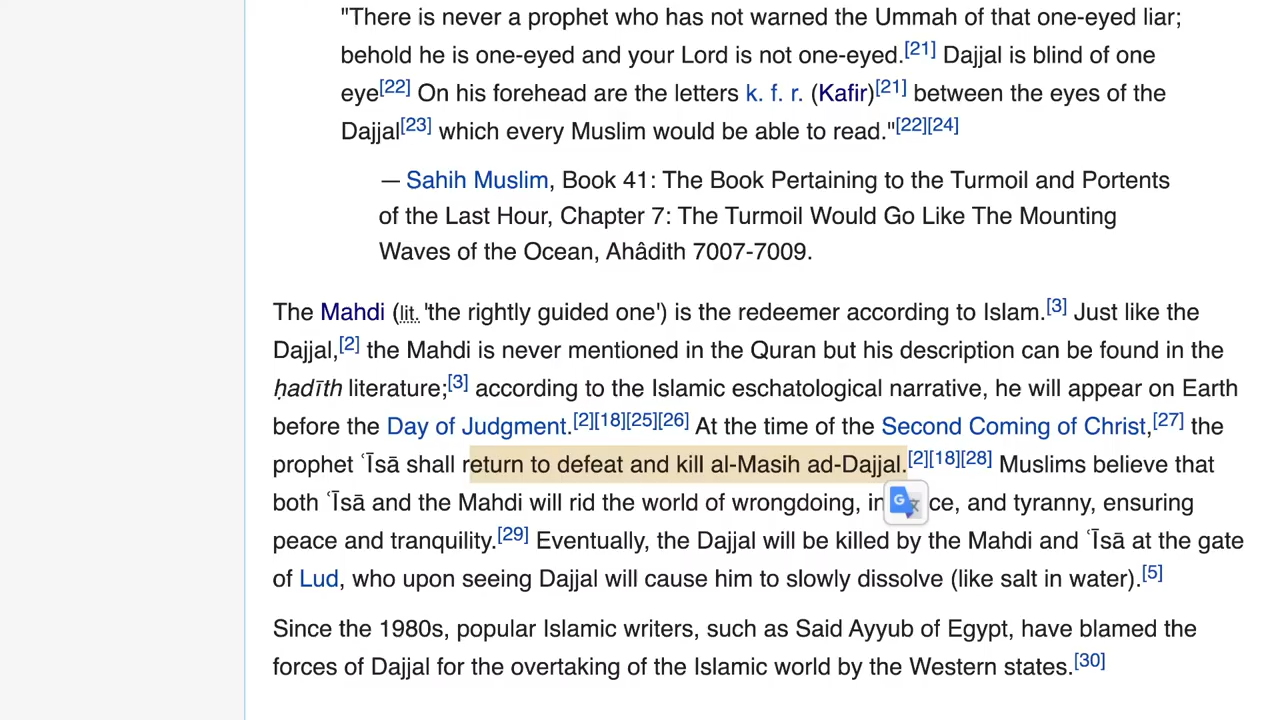 "There is never a prophet who has not warned the Ummah of that one-eyed liar;
behold he is one-eyed and your Lord is not one-eyed.[21] Dajjal is blind of one
eye[22] On his forehead are the letters k. f. r. (Kafir)[21] between the eyes of the
Dajjal[23] which every Muslim would be able to read."[22][24]
— Sahih Muslim, Book 41: The Book Pertaining to the Turmoil and Portents
of the Last Hour, Chapter 7: The Turmoil Would Go Like The Mounting
Waves of the Ocean, Ahâdith 7007-7009.
The Mahdi (lit. 'the rightly guided one') is the redeemer according to Islam.[3] Just like the
Dajjal,[2] the Mahdi is never mentioned in the Quran but his description can be found in the
ḥadīth literature;[3] according to the Islamic eschatological narrative, he will appear on Earth
before the Day of Judgment.[2][18][25][26] At the time of the Second Coming of Christ,[27] the
prophet ʿĪsā shall return to defeat and kill al-Masih ad-Dajjal.[2][18][28] Muslims believe that
both ʿĪsā and the Mahdi will rid the world of wrongdoing, and tyranny, ensuring
peace and tranquility.[29] Eventually, the Dajjal will be killed by the Mahdi and ʿĪsā at the gate
of Lud, who upon seeing Dajjal will cause him to slowly dissolve (like salt in water).[5]
Since the 1980s, popular Islamic writers, such as Said Ayyub of Egypt, have blamed the
forces of Dajjal for the overtaking of the Islamic world by the Western states.[30]